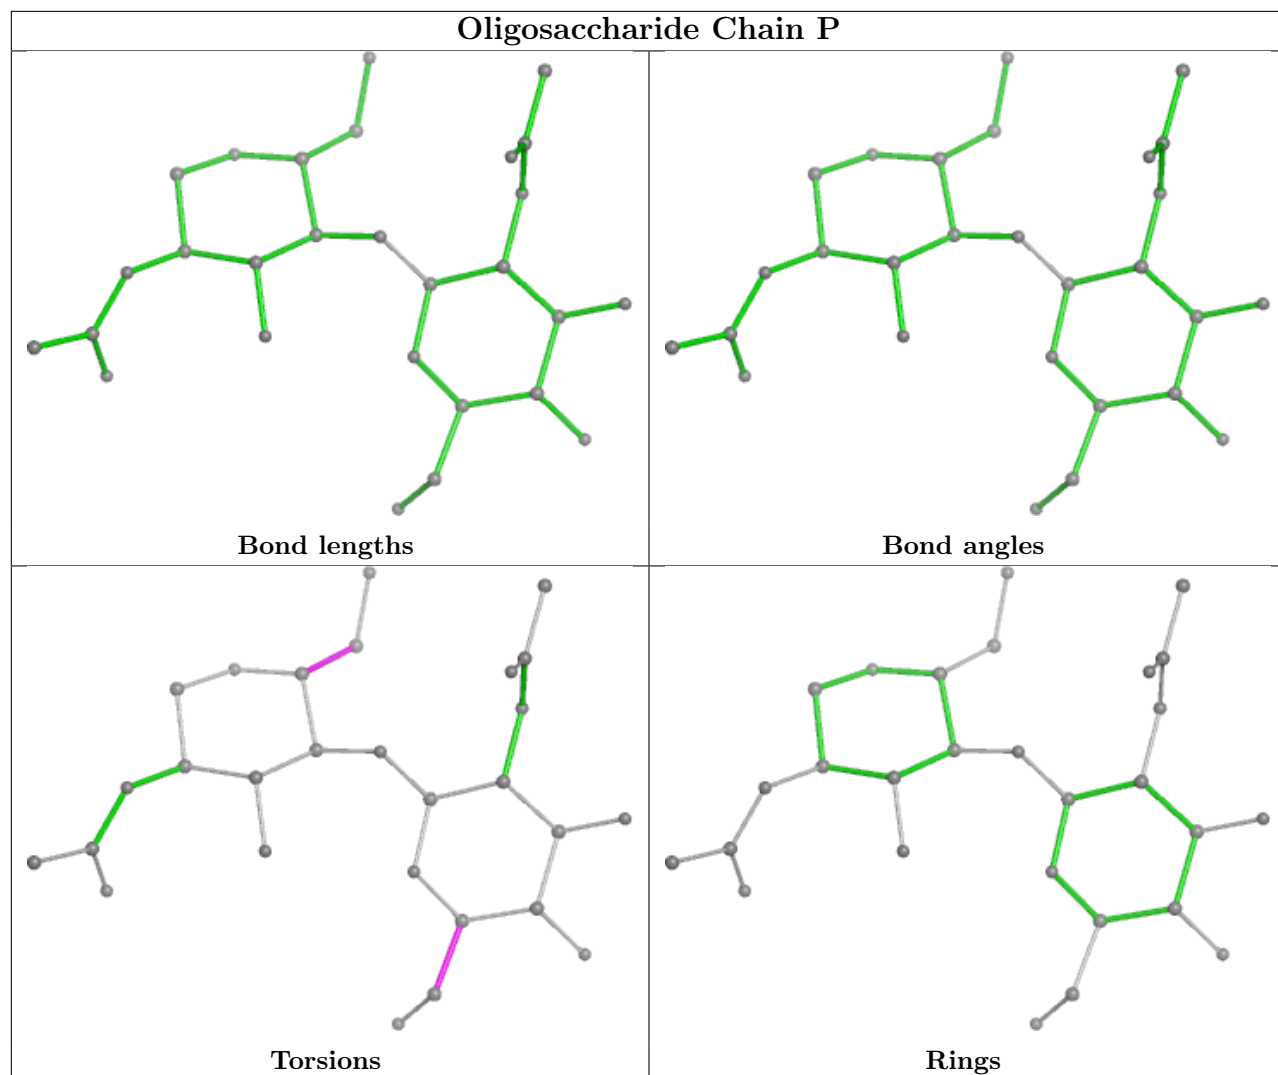 Oligosaccharide Chain P
Bond lengths
Bond angles
Torsions
Rings